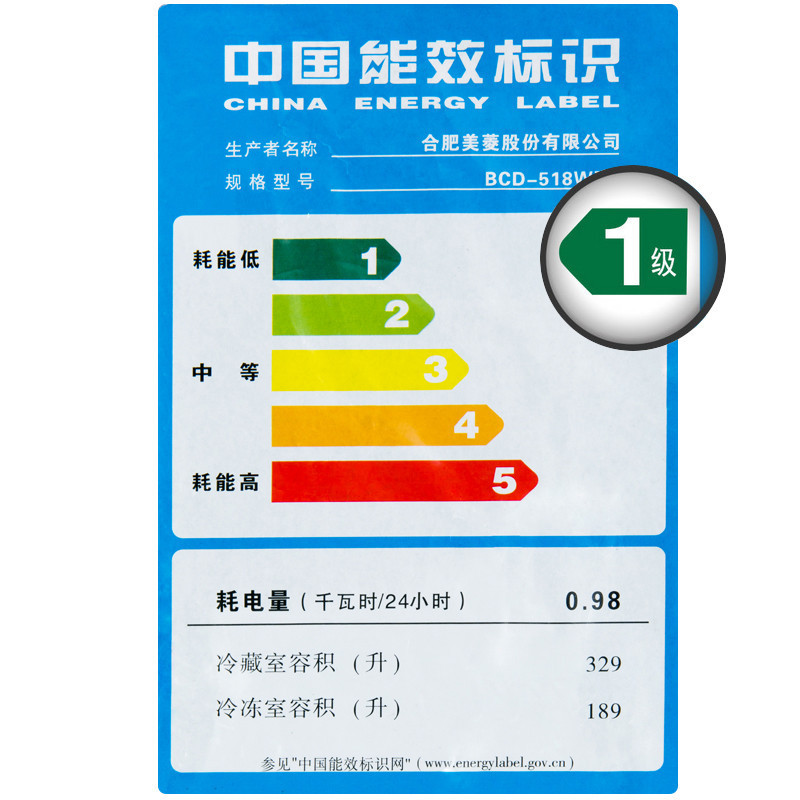 中国能效标识
CHINA ENERGY LABEL
生产者名称 合肥美菱股份有限公司
规格型号 BCD-518W
1级
耗能低 1
2
中等 3
4
耗能高 5
耗电量(千瓦时/24小时) 0.98
冷藏室容积(升) 329
冷冻室容积(升) 189
参见"中国能效标识网"(www.energylabel.gov.cn)